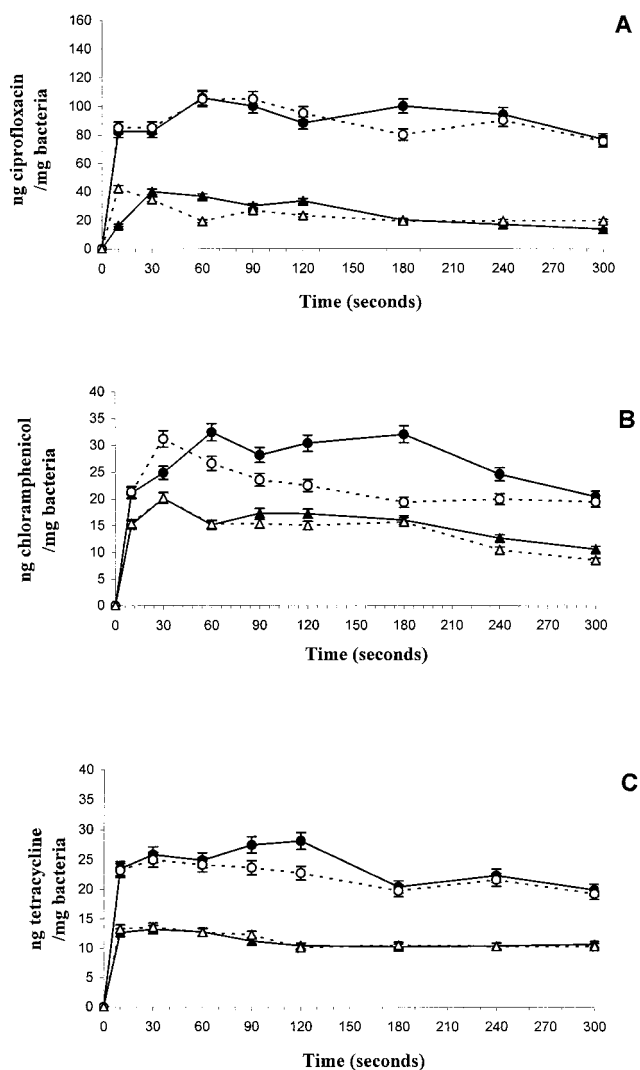 A
160
140
120
100
80
60
40
20
0
ng ciprofloxacin
/mg bacteria
0 30 60 90 120 150 180 210 240 270 300
Time (seconds)
B
40
35
30
25
20
15
10
5
0
ng chloramphenicol
/mg bacteria
0 30 60 90 120 150 180 210 240 270 300
Time (seconds)
C
40
35
30
25
20
15
10
5
0
ng tetracycline
/mg bacteria
0 30 60 90 120 150 180 210 240 270 300
Time (seconds)